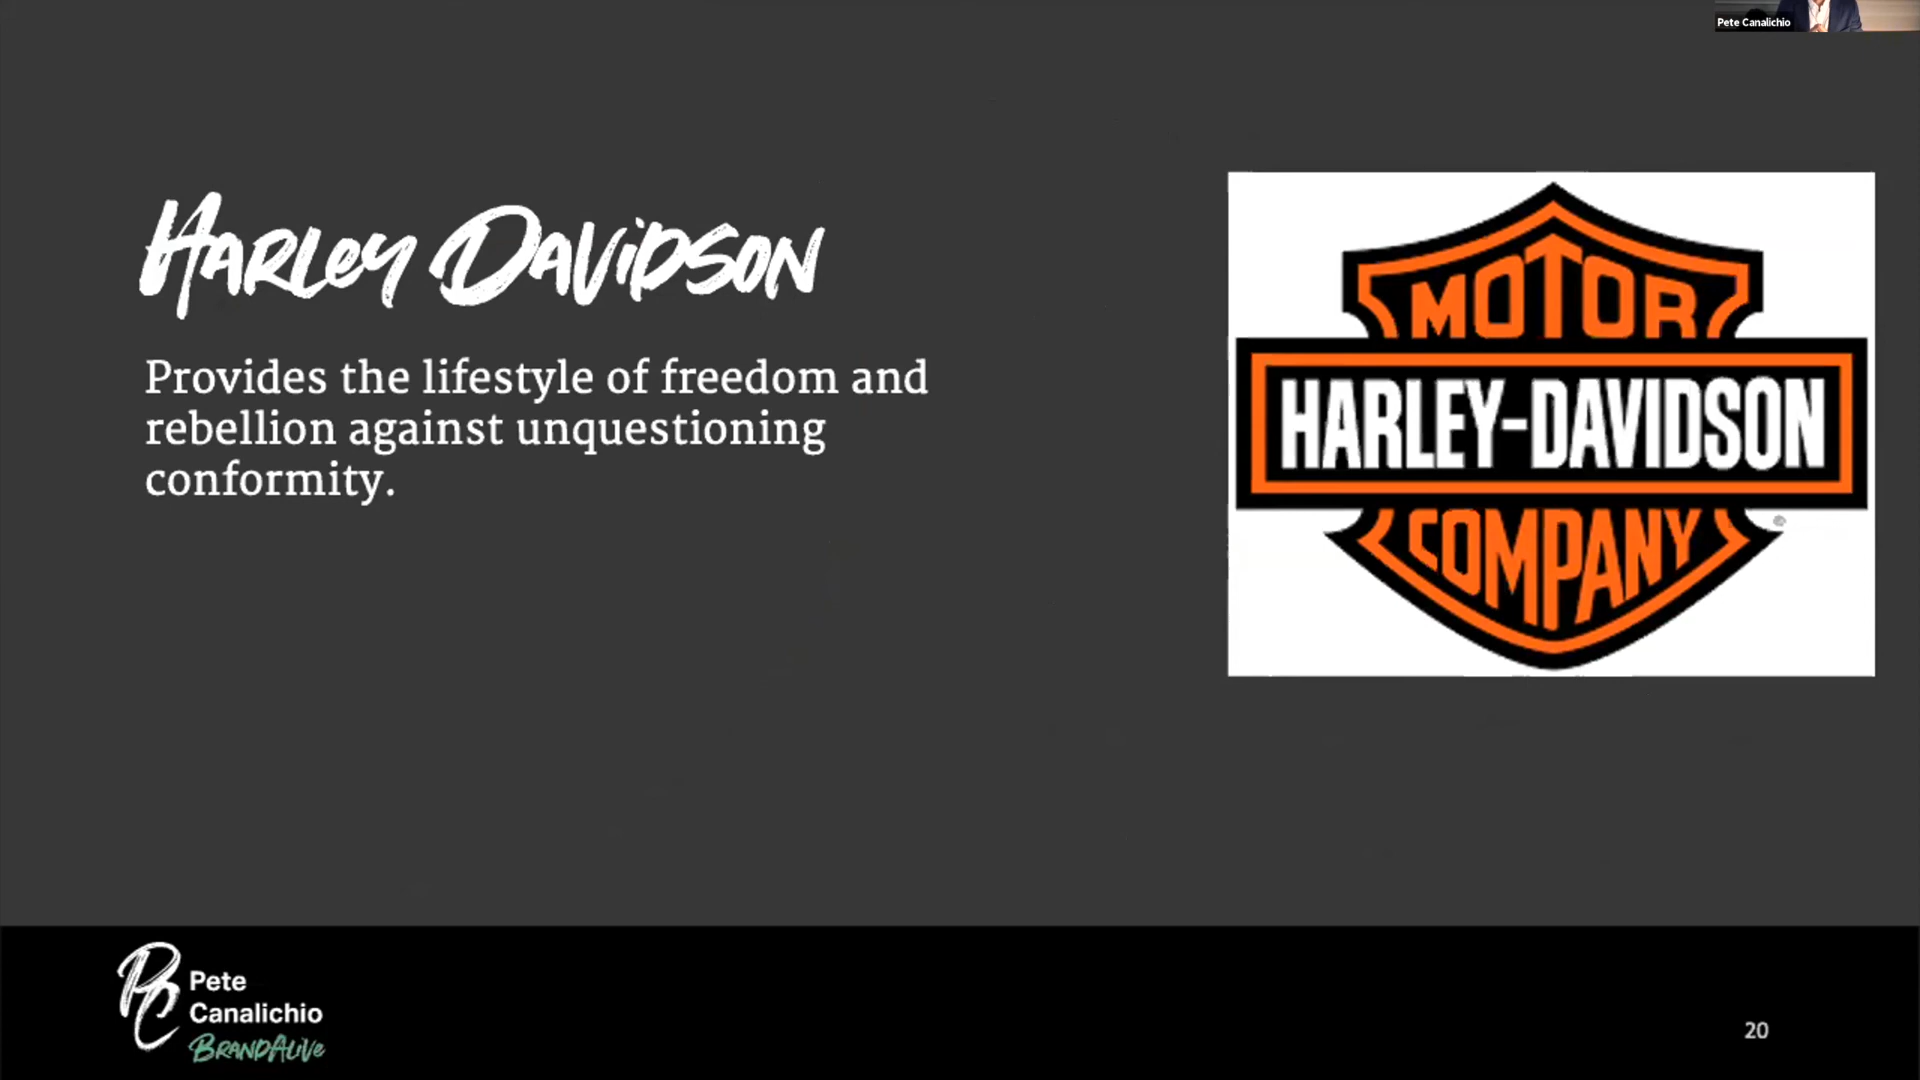 Pete Canalichio
Harley Davidson
Provides the lifestyle of freedom and
rebellion against unquestioning
conformity.
MOTOR
HARLEY-DAVIDSON
COMPANY
PC
Pete
Canalichio
BrandAlive
20